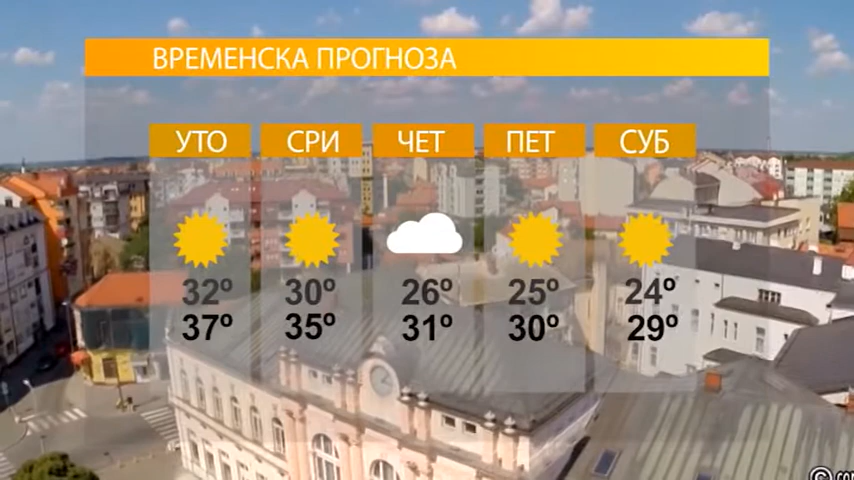 ВРЕМЕНСКА ПРОГНОЗА
УТО СРИ ЧЕТ ПЕТ СУБ
32º 30º 26º 25º 24º
37º 35º 31º 30º 29º